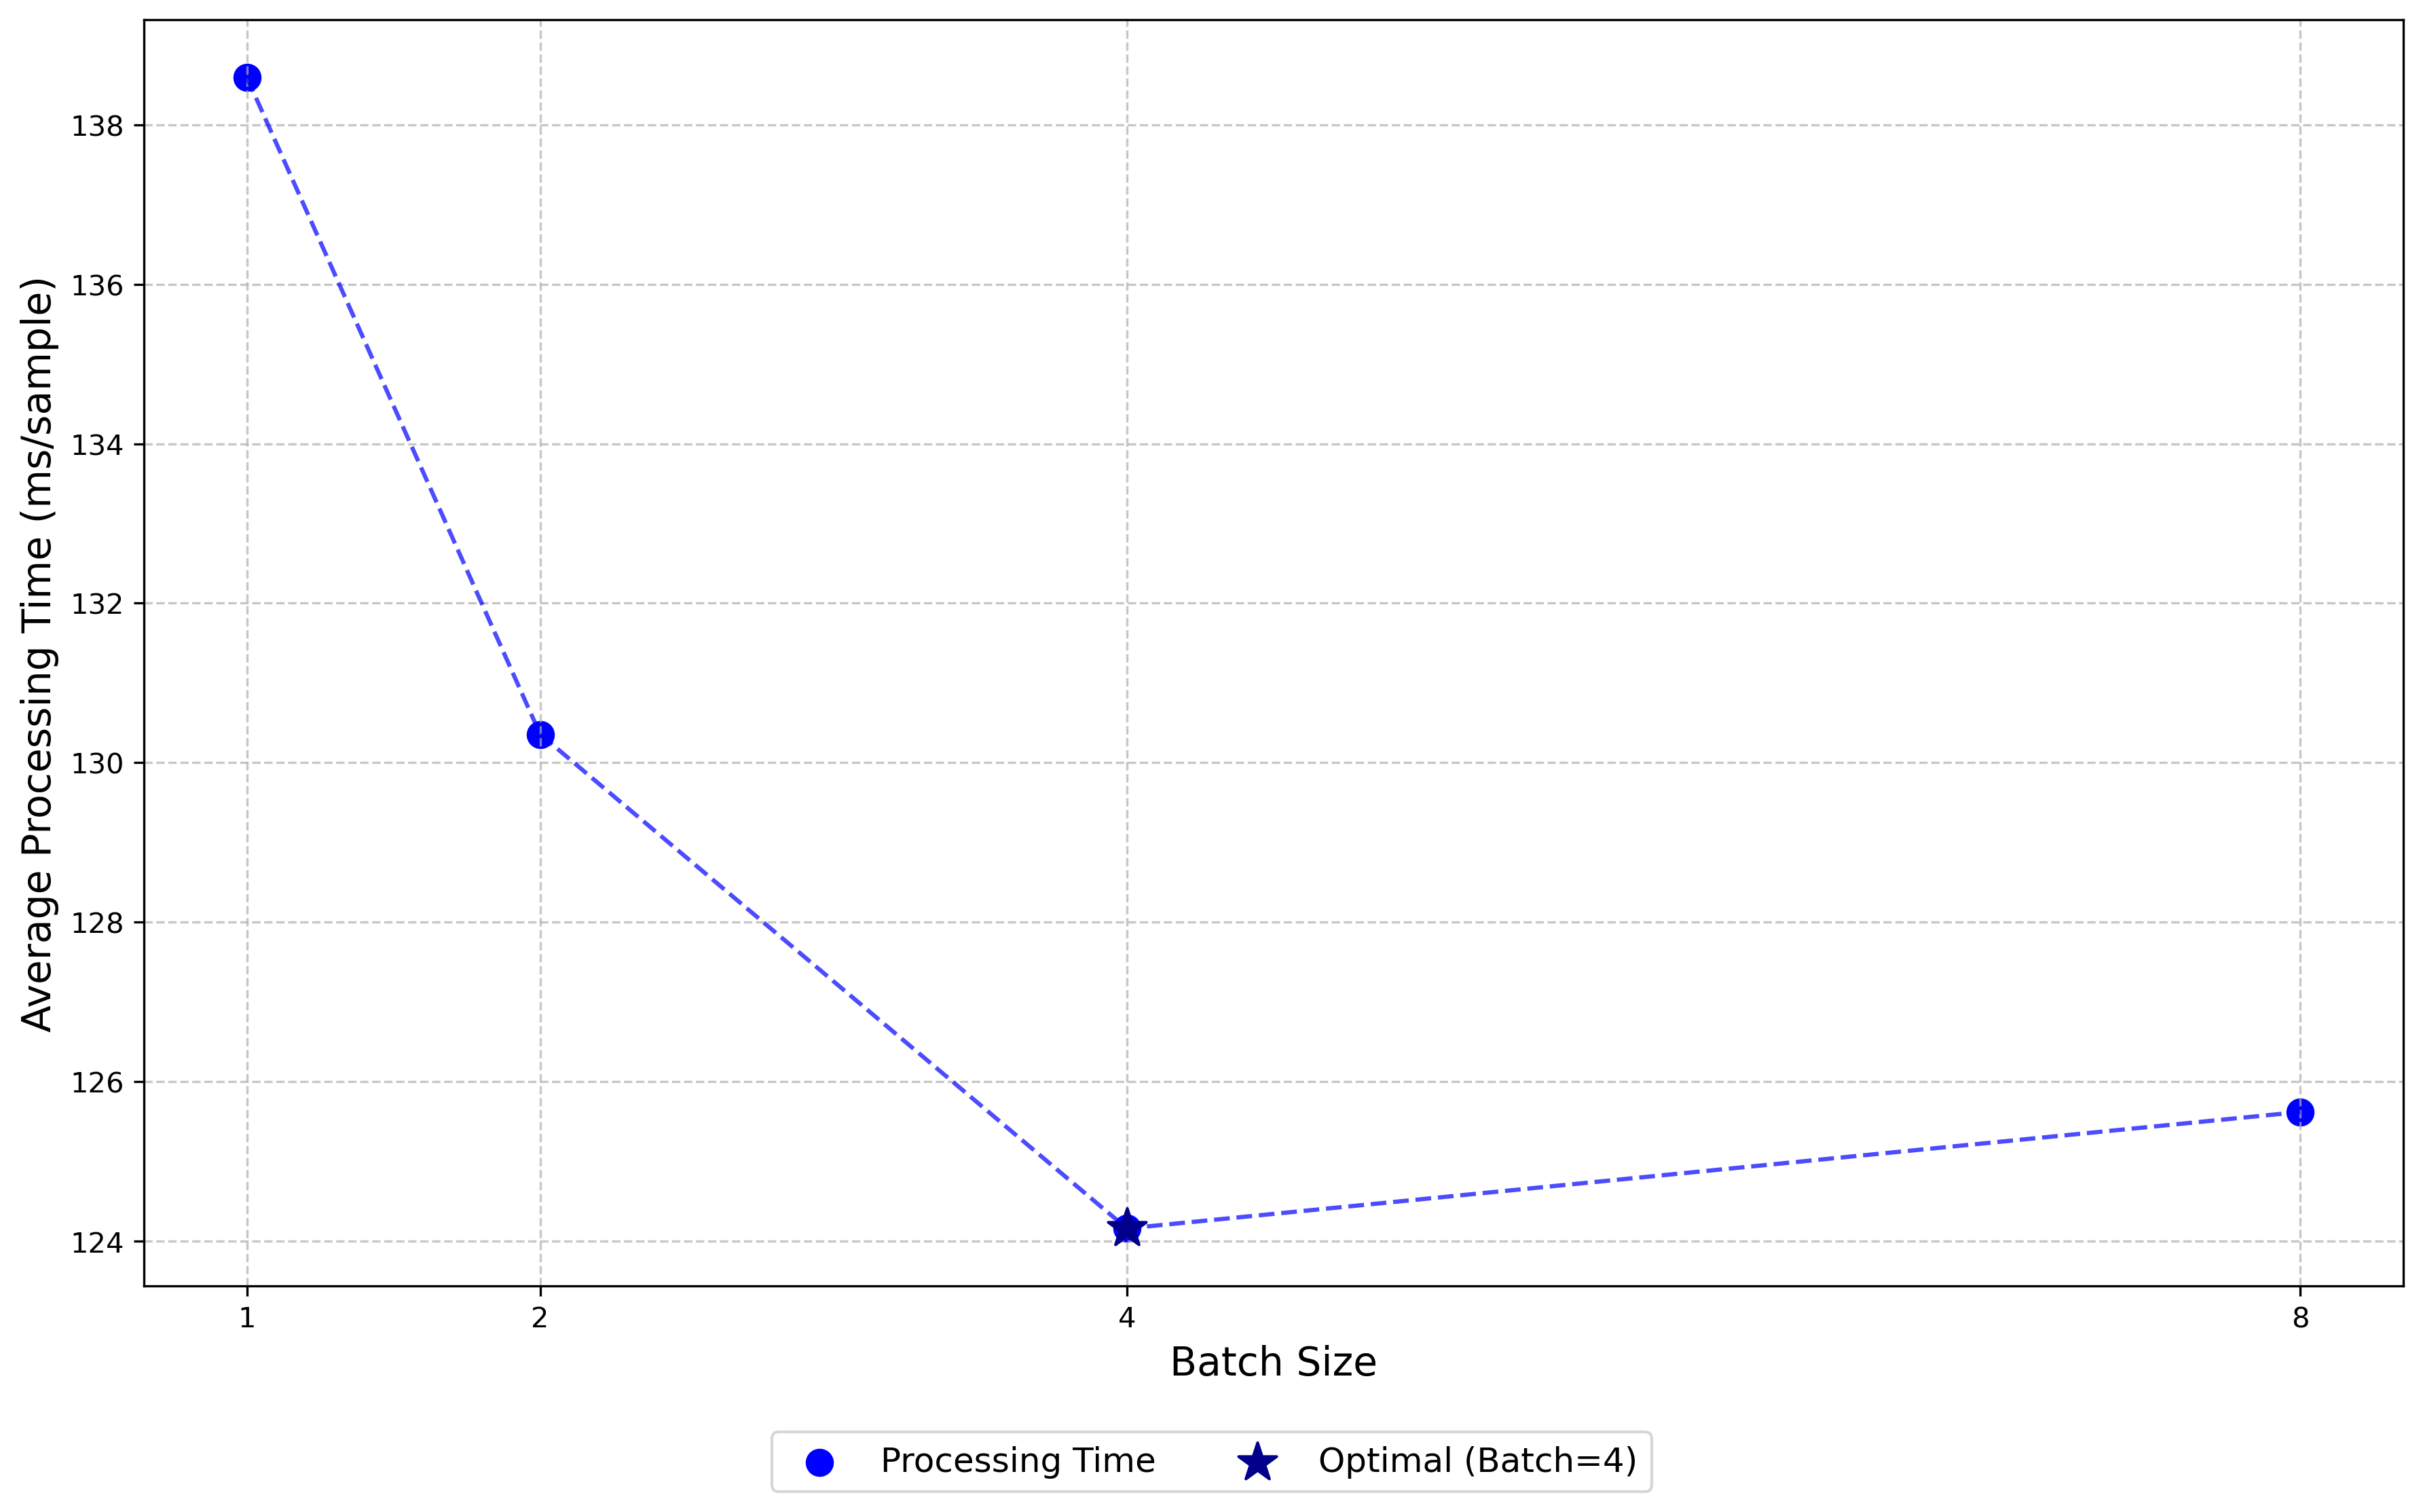 Average Processing Time (ms/sample)
138
136
134
132
130
128
126
124
1 2 4 8
Batch Size
Processing Time Optimal (Batch=4)